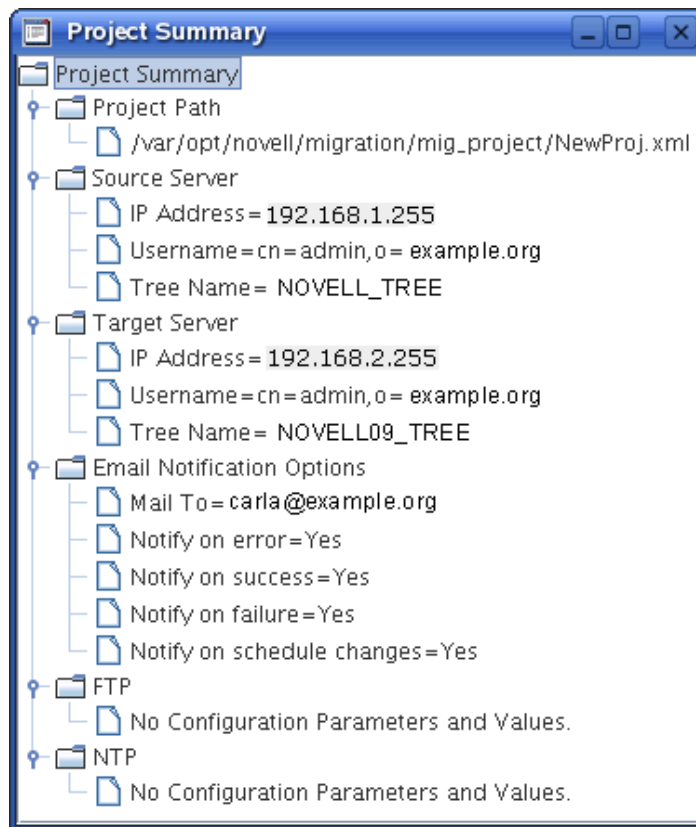 Project Summary
Project Summary
Project Path
/var/opt/novell/migration/mig_project/NewProj.xml
Source Server
IP Address=192.168.1.255
Username=cn=admin,o= example.org
Tree Name= NOVELL_TREE
Target Server
IP Address=192.168.2.255
Username=cn=admin,o= example.org
Tree Name= NOVELL09_TREE
Email Notification Options
Mail To=carla@example.org
Notify on error=Yes
Notify on success=Yes
Notify on failure=Yes
Notify on schedule changes=Yes
FTP
No Configuration Parameters and Values.
NTP
No Configuration Parameters and Values.